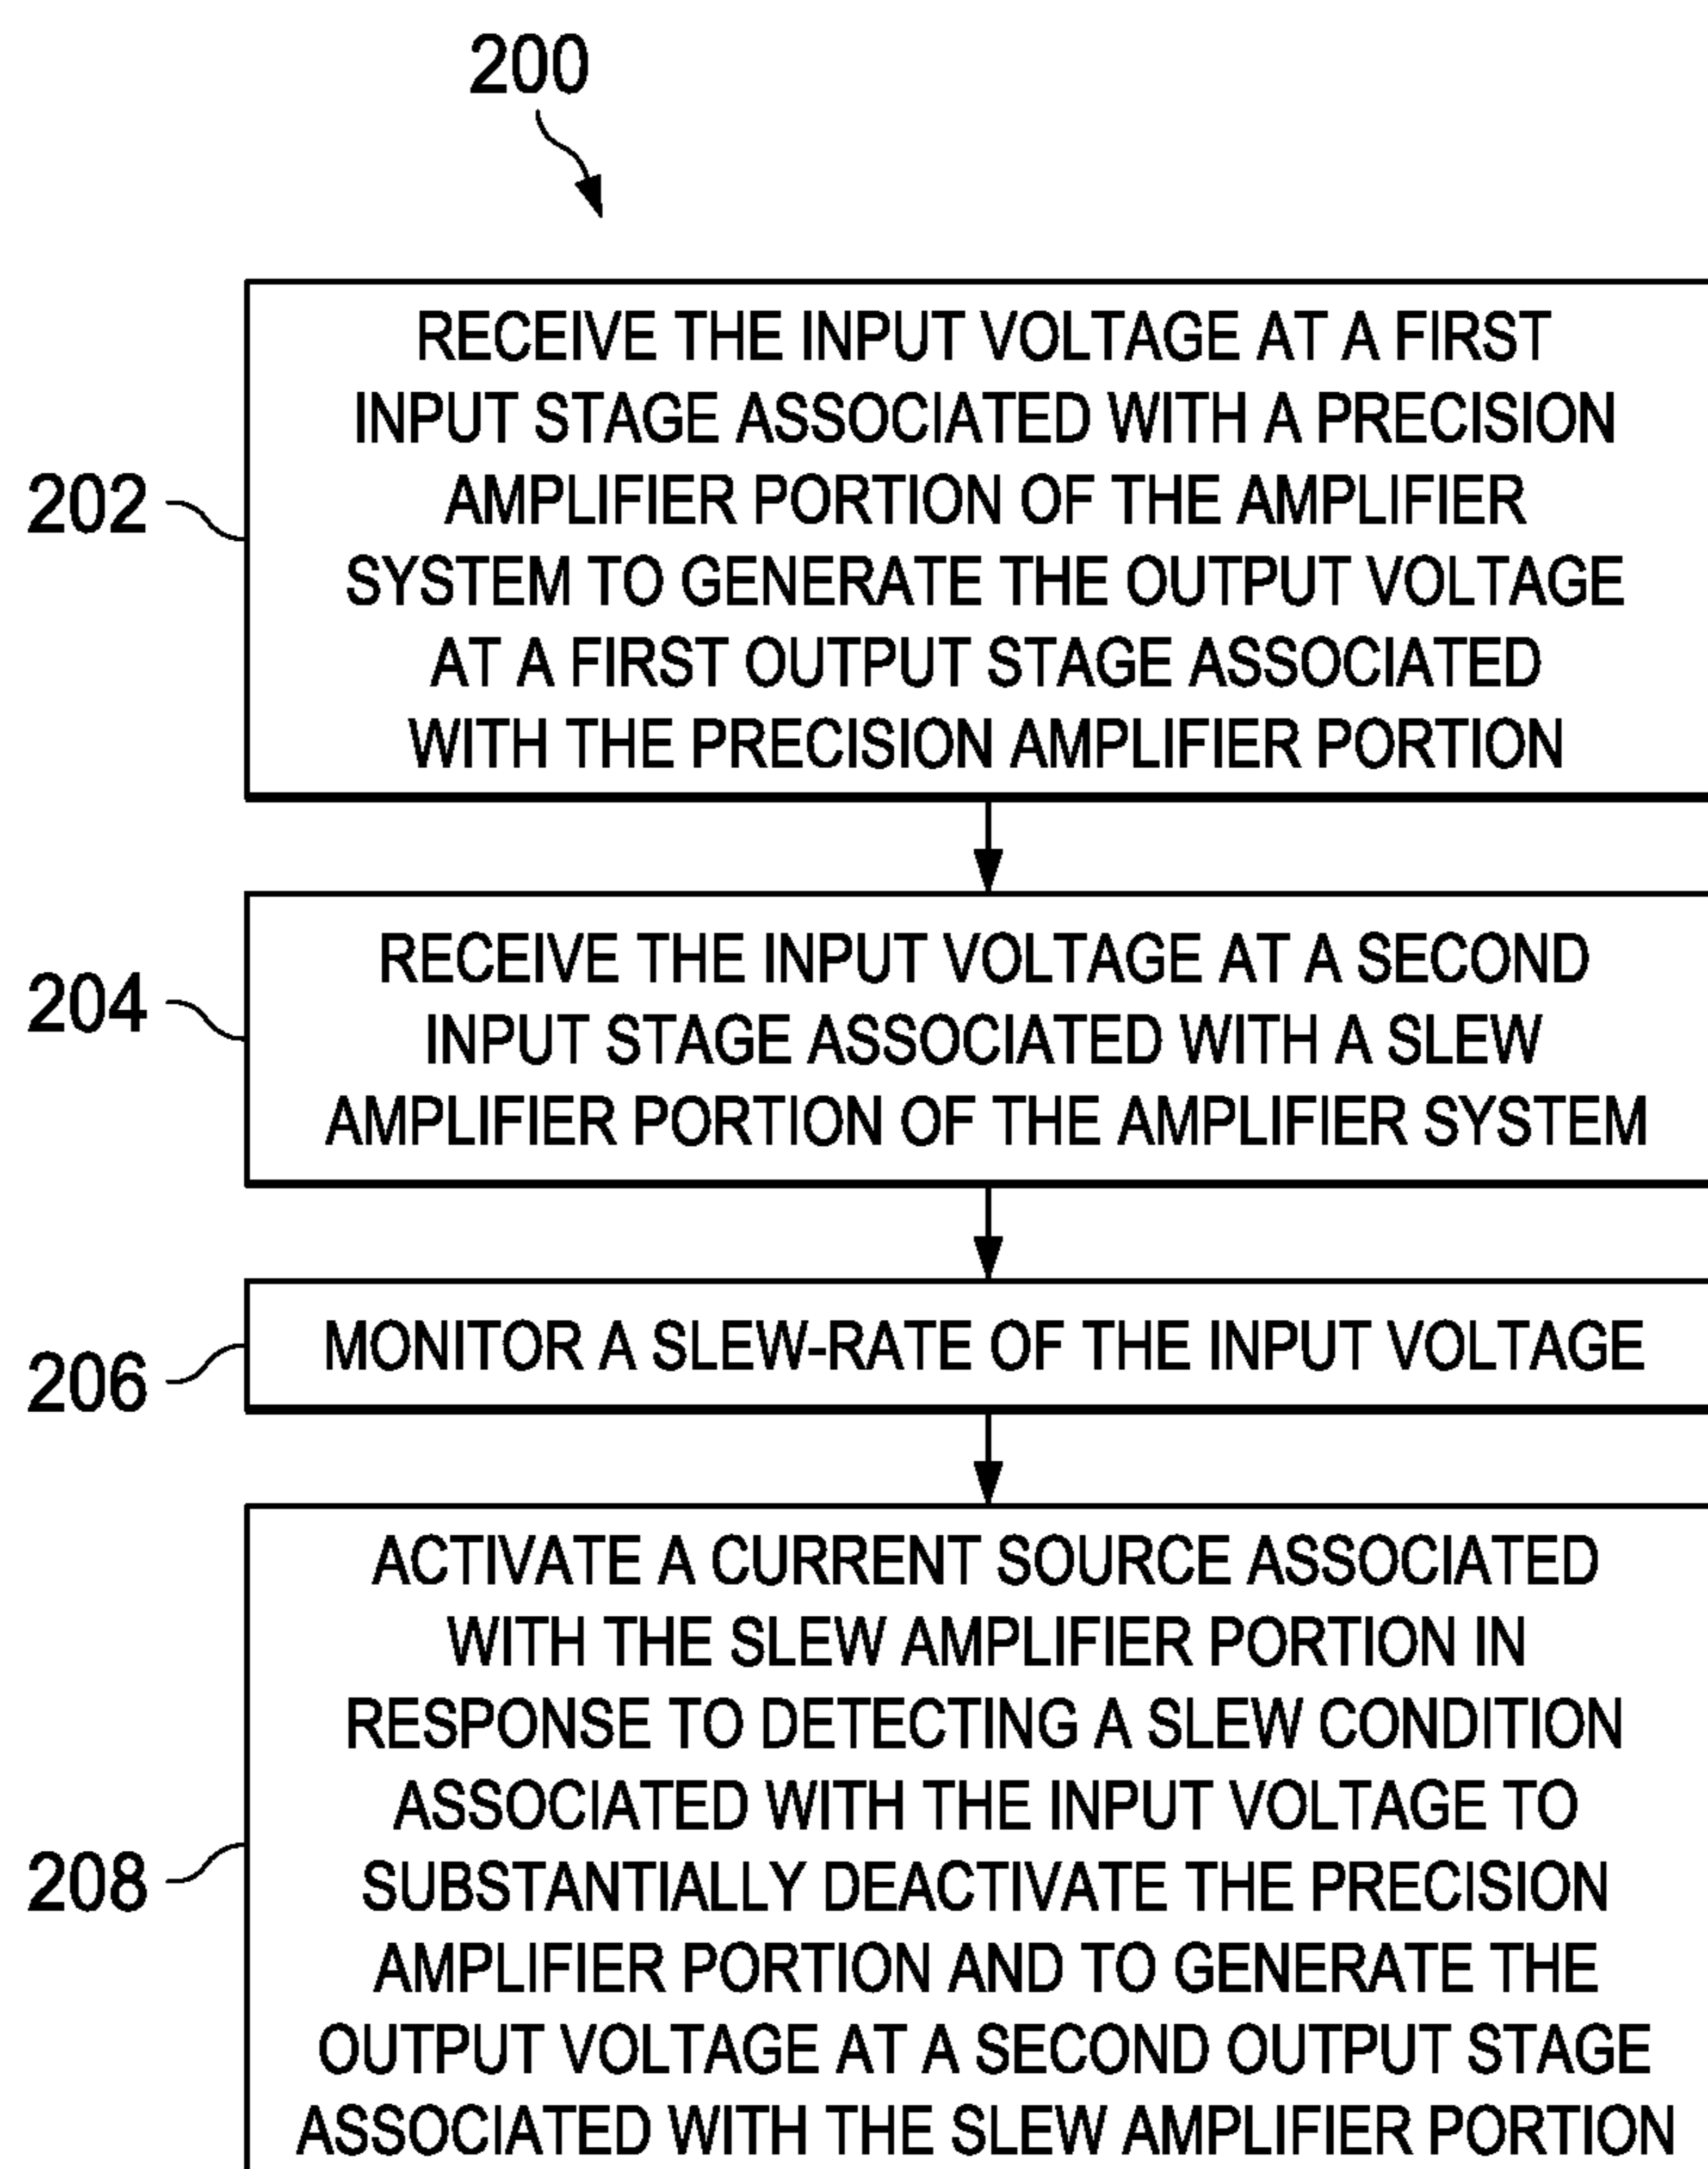 200
RECEIVE THE INPUT VOLTAGE AT A FIRST
INPUT STAGE ASSOCIATED WITH A PRECISION
AMPLIFIER PORTION OF THE AMPLIFIER
SYSTEM TO GENERATE THE OUTPUT VOLTAGE
AT A FIRST OUTPUT STAGE ASSOCIATED
WITH THE PRECISION AMPLIFIER PORTION
202
RECEIVE THE INPUT VOLTAGE AT A SECOND
INPUT STAGE ASSOCIATED WITH A SLEW
AMPLIFIER PORTION OF THE AMPLIFIER SYSTEM
204
MONITOR A SLEW-RATE OF THE INPUT VOLTAGE
206
ACTIVATE A CURRENT SOURCE ASSOCIATED
WITH THE SLEW AMPLIFIER PORTION IN
RESPONSE TO DETECTING A SLEW CONDITION
ASSOCIATED WITH THE INPUT VOLTAGE TO
SUBSTANTIALLY DEACTIVATE THE PRECISION
AMPLIFIER PORTION AND TO GENERATE THE
OUTPUT VOLTAGE AT A SECOND OUTPUT STAGE
ASSOCIATED WITH THE SLEW AMPLIFIER PORTION
208